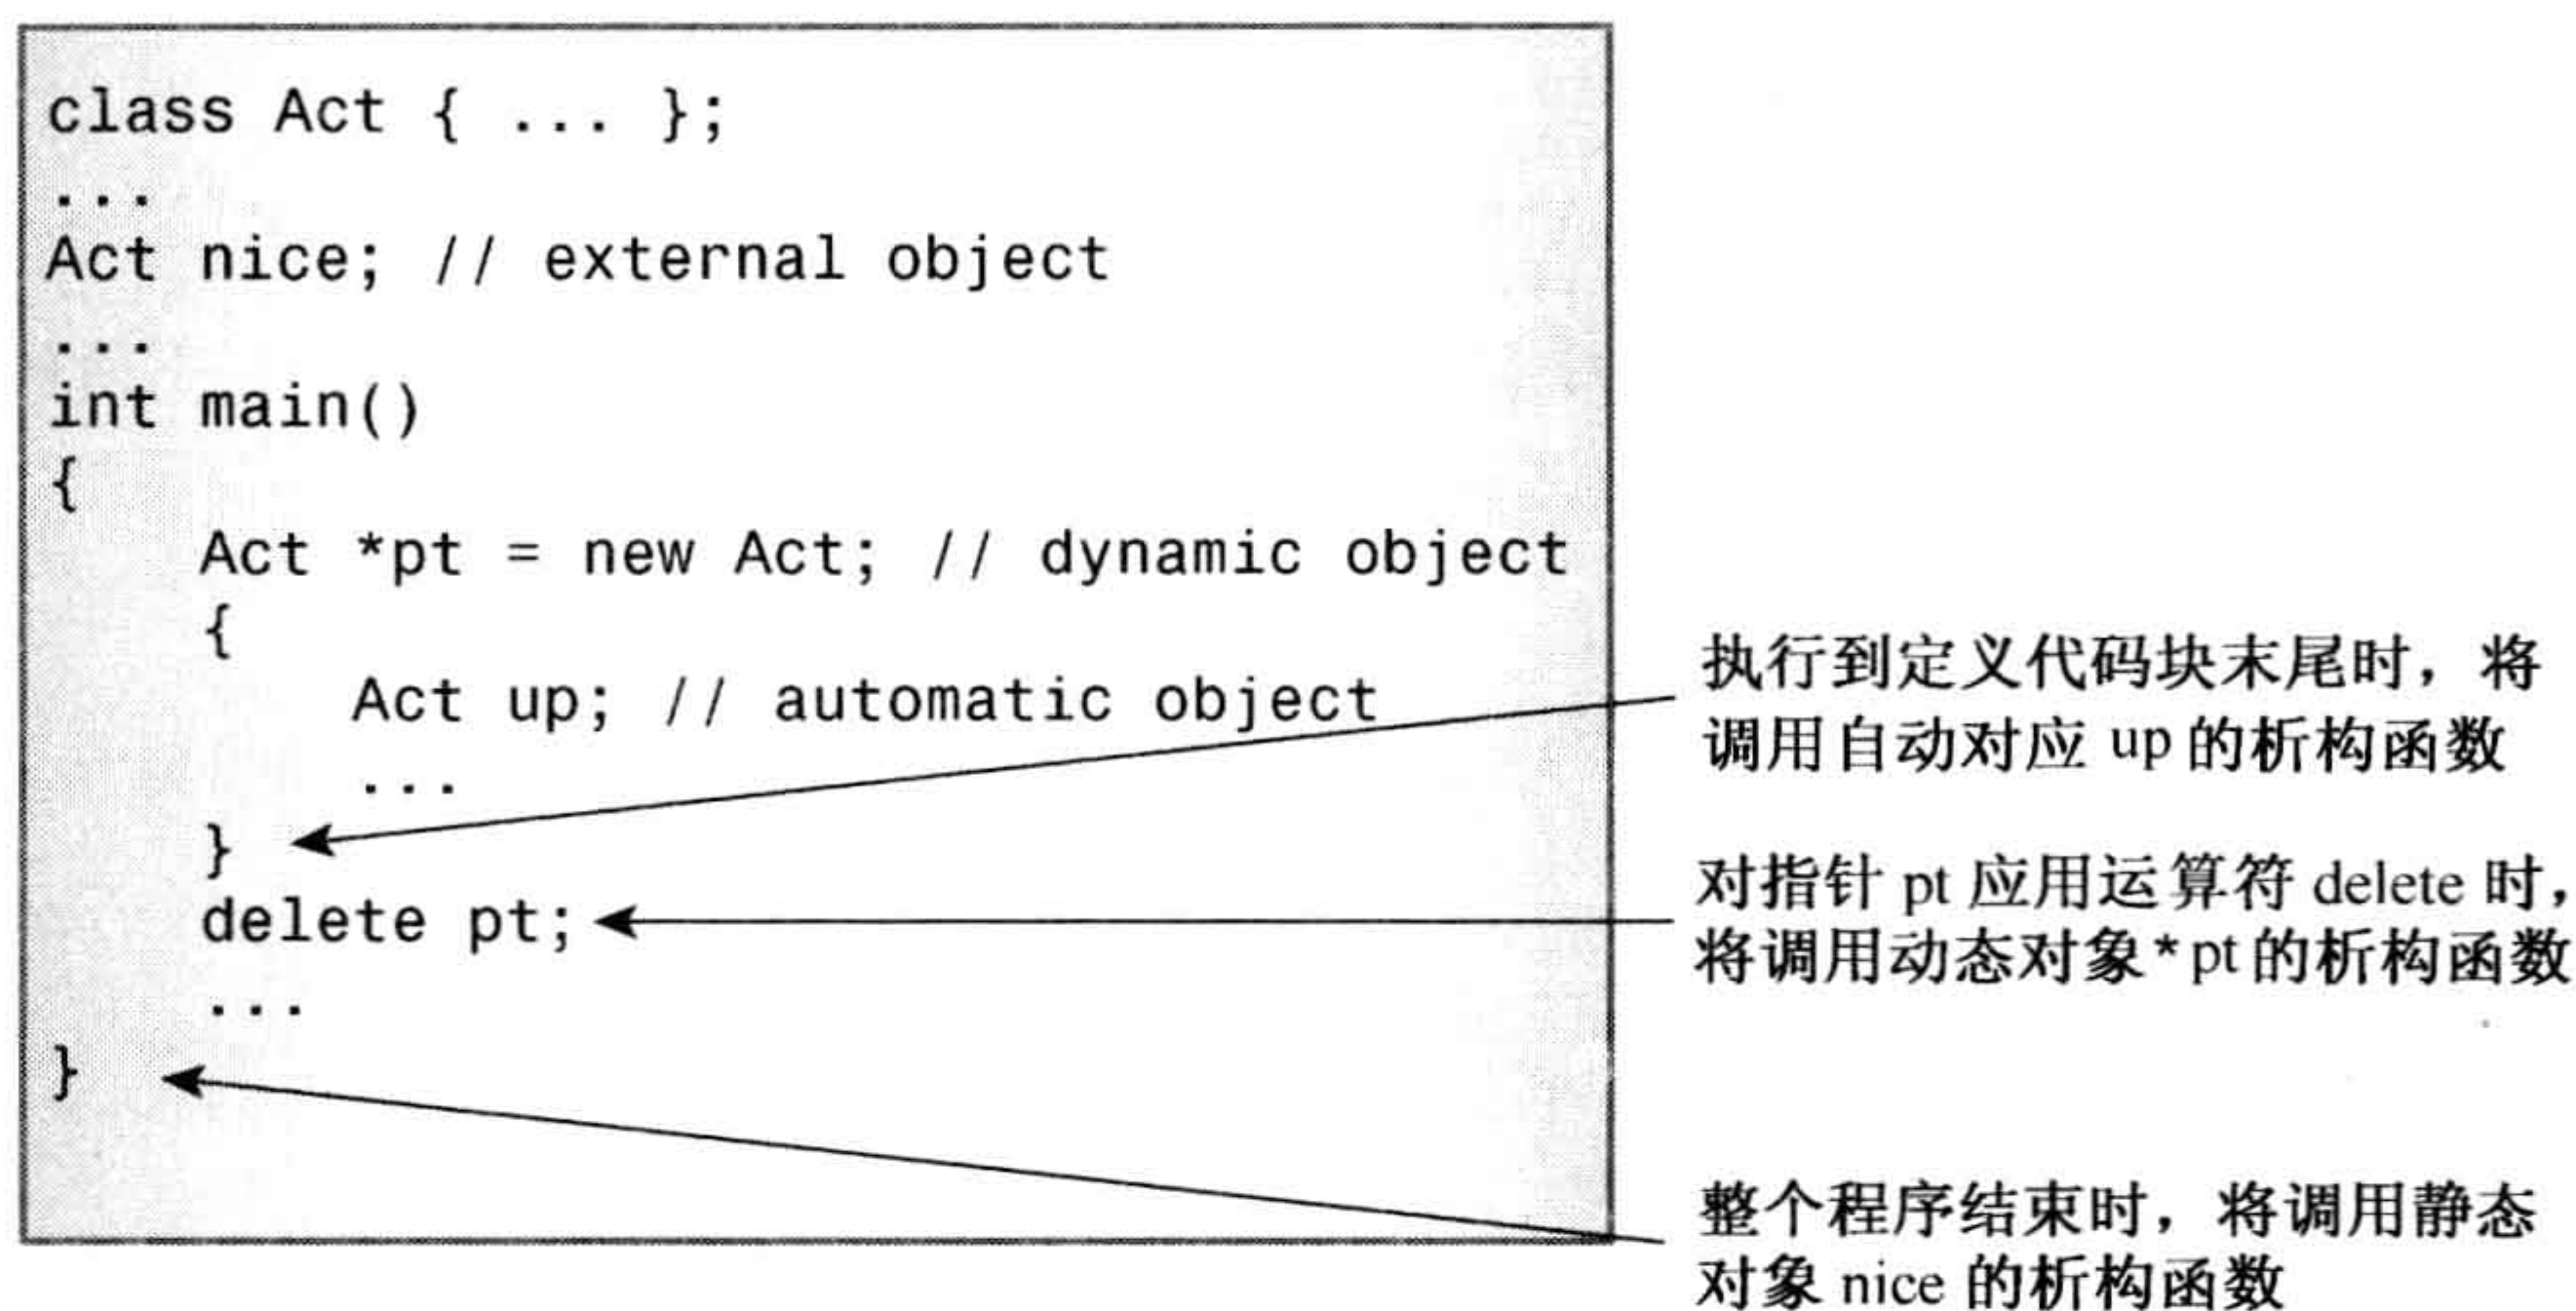 class Act { ... };
...
Act nice; // external object
...
int main()
{
    Act *pt = new Act; // dynamic object
    {
        Act up; // automatic object
        ...
    }
    delete pt;
    ...
}
执行到定义代码块末尾时，将
调用自动对应 up 的析构函数
对指针 pt 应用运算符 delete 时，
将调用动态对象*pt 的析构函数
整个程序结束时，将调用静态
对象 nice 的析构函数